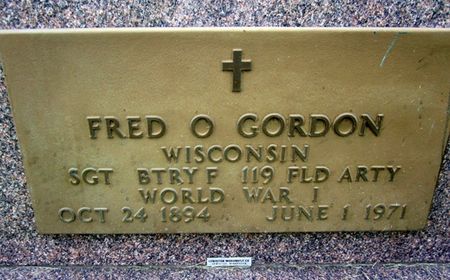 FRED O GORDON
WISCONSIN
SGT BTRY F 119 FLD ARTY
WORLD WAR I
OCT 24 1894 JUNE 1 1971